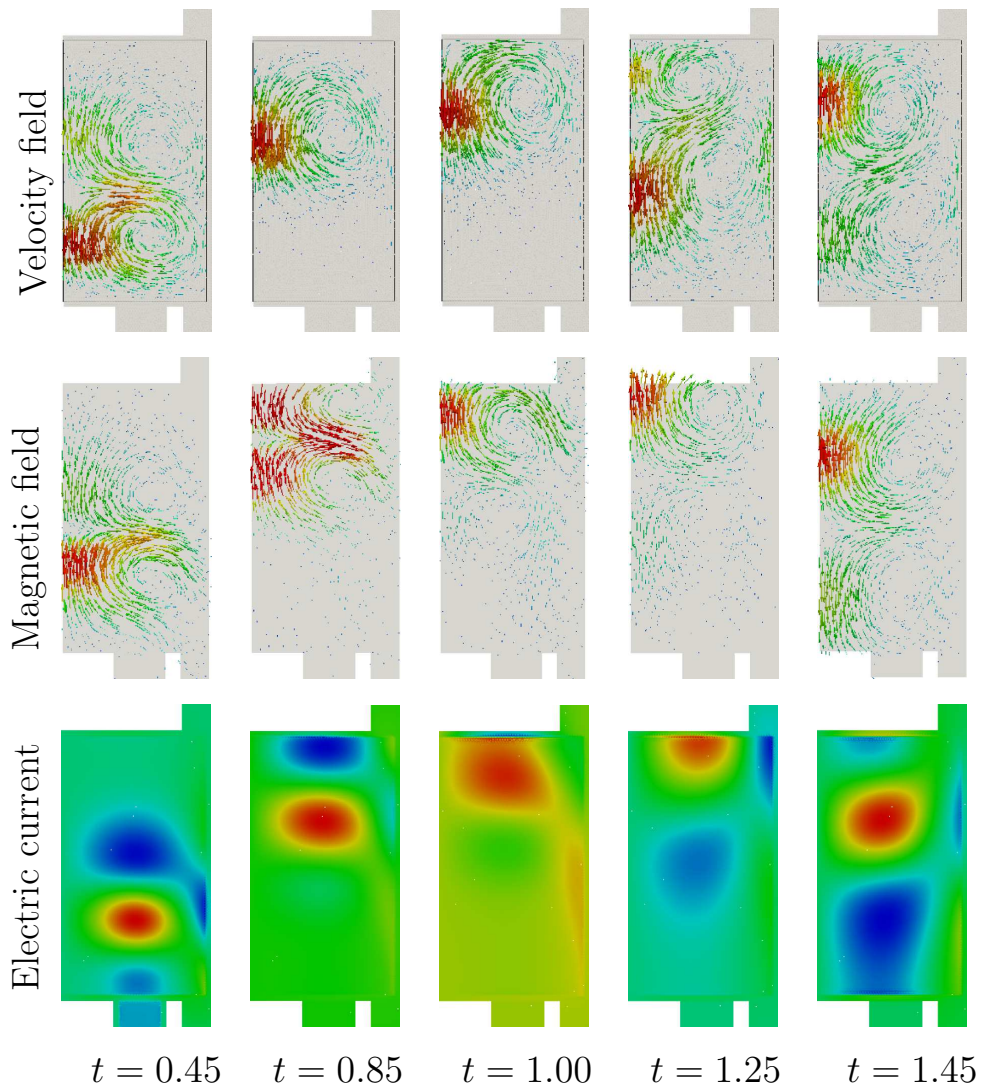 Velocity field
Magnetic field
Electric current
t = 0.45
t = 0.85
t = 1.00
t = 1.25
t = 1.45